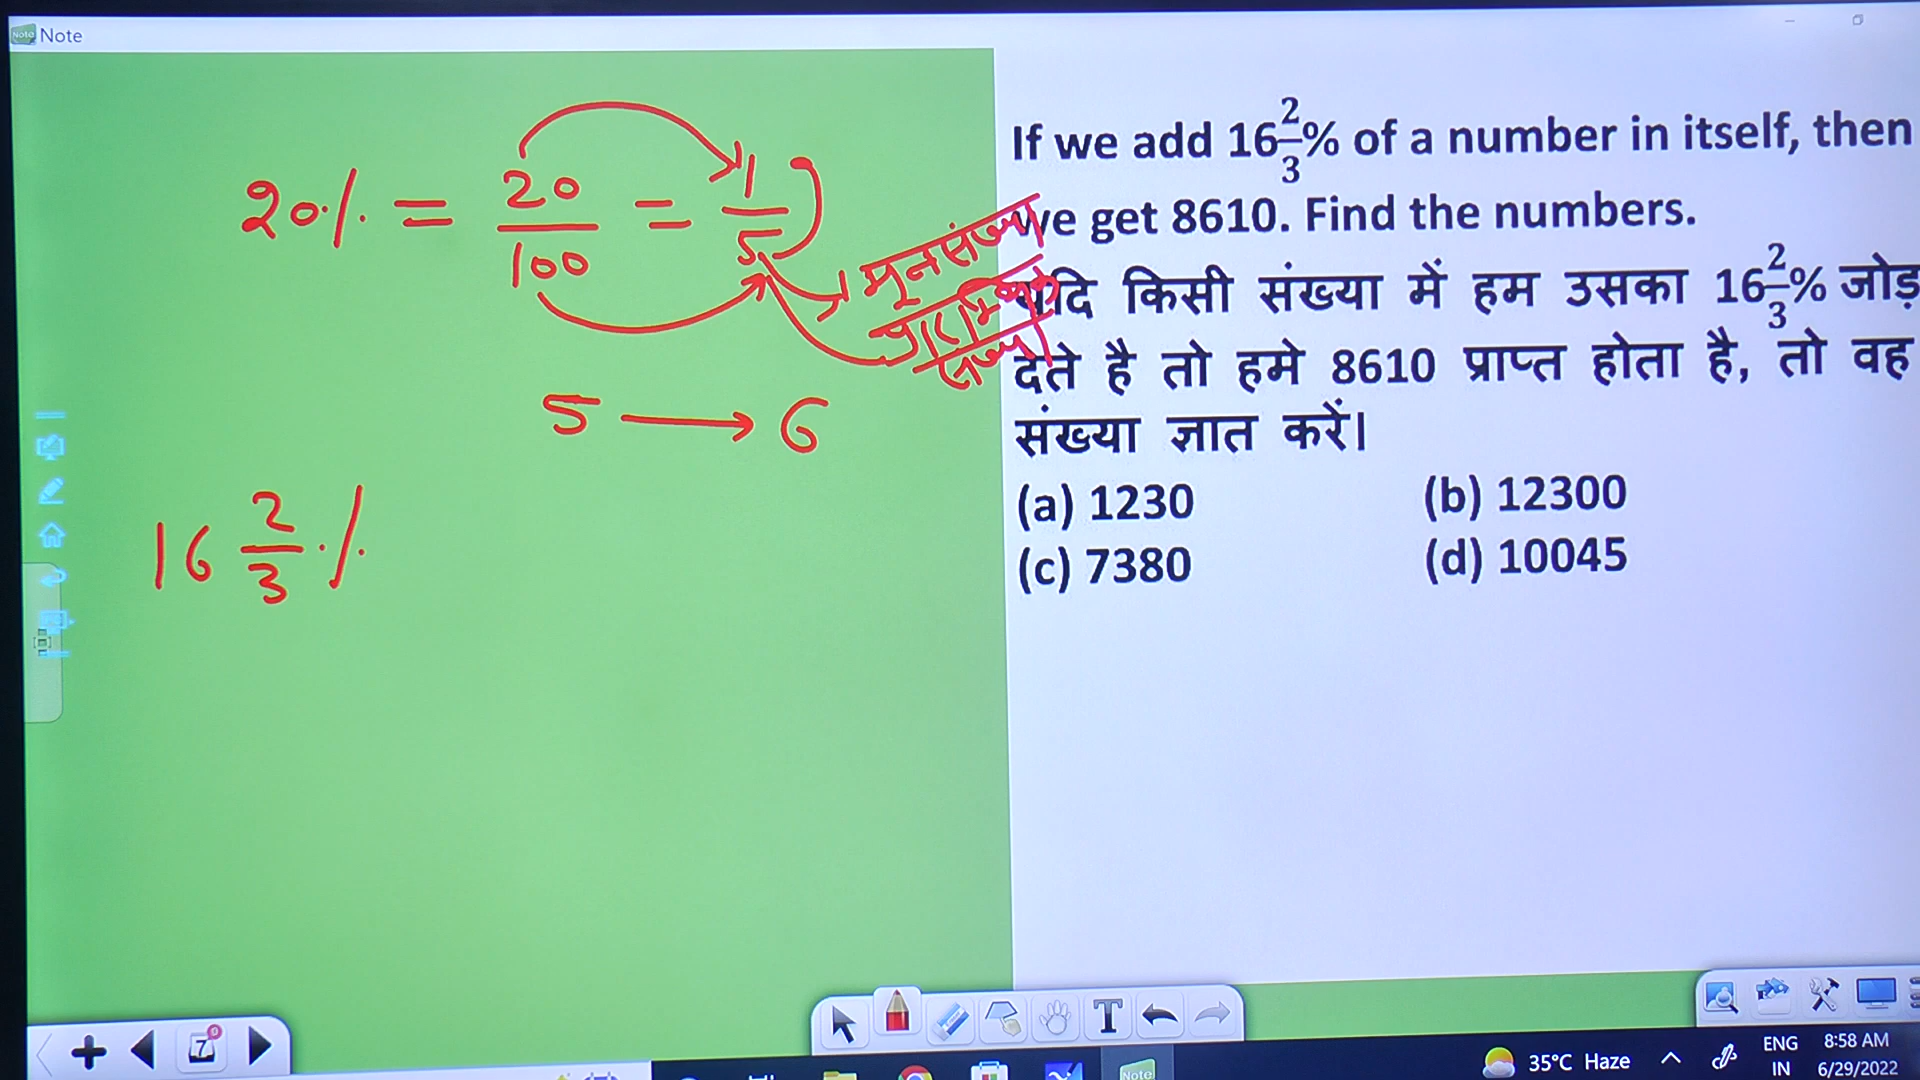 Note
20% = 20/100 = 1/5
मूलसंख्या
5 → 6
16 2/3 %
If we add 16 2/3% of a number in itself, then
we get 8610. Find the numbers.
यदि किसी संख्या में हम उसका 16 2/3% जोड़
देते है तो हमे 8610 प्राप्त होता है, तो वह
संख्या ज्ञात करें।
(a) 1230 (b) 12300
(c) 7380 (d) 10045
7
T
35°C Haze
ENG
IN
8:58 AM
6/29/2022
Note